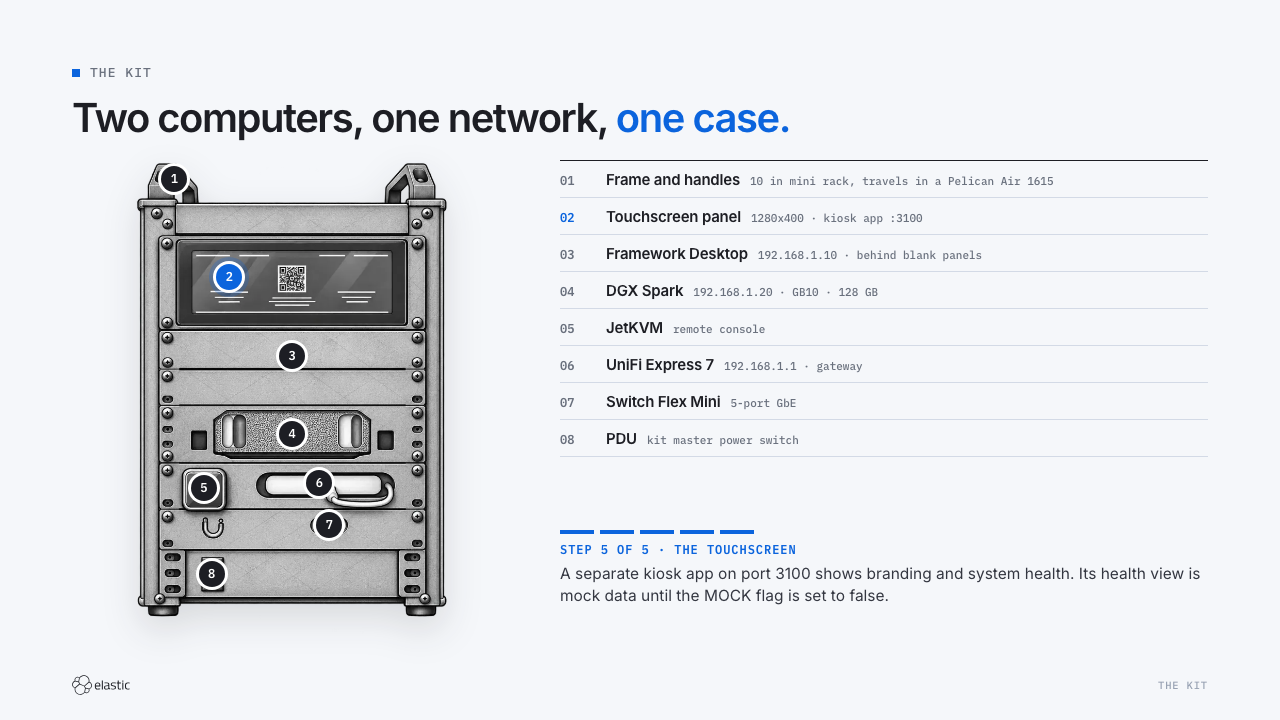 THE KIT
Two computers, one network, one case.
1
2
3
4
5
6
7
8
01 Frame and handles 10 in mini rack, travels in a Pelican Air 1615
02 Touchscreen panel 1280x400 · kiosk app :3100
03 Framework Desktop 192.168.1.10 · behind blank panels
04 DGX Spark 192.168.1.20 · GB10 · 128 GB
05 JetKVM remote console
06 UniFi Express 7 192.168.1.1 · gateway
07 Switch Flex Mini 5-port GbE
08 PDU kit master power switch
STEP 5 OF 5 · THE TOUCHSCREEN
A separate kiosk app on port 3100 shows branding and system health. Its health view is
mock data until the MOCK flag is set to false.
elastic
THE KIT